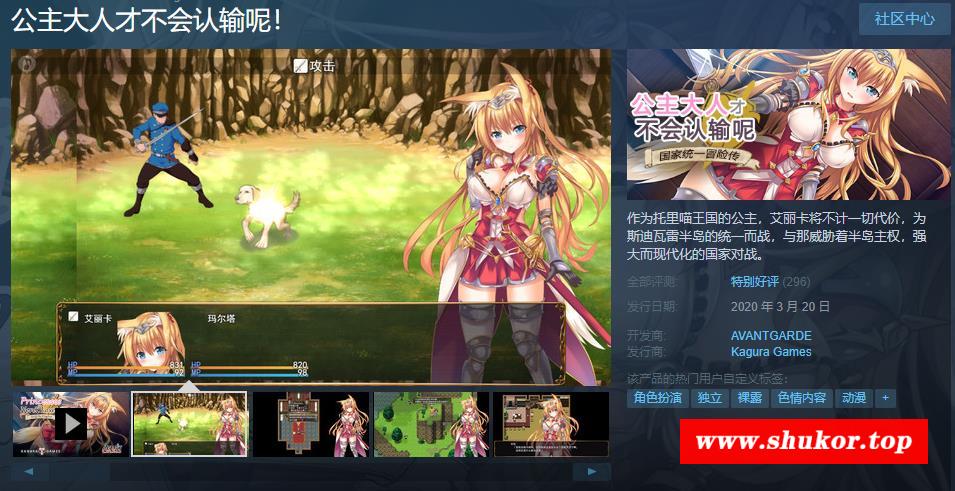 公主大人才不会认输呢！
社区中心
攻击
艾丽卡
玛尔塔
HP 831
HP 820
92
98
公主大人才
不会认输呢
国家统一冒险传
作为托里喵王国的公主，艾丽卡将不计一切代价，为
斯迪瓦雷半岛的统一而战，与那威胁着半岛主权，强
大而现代化的国家对战。
全部评测：
特别好评 (296)
发行日期：
2020 年 3 月 20 日
开发商：
AVANTGARDE
发行商：
Kagura Games
该产品的热门用户自定义标签：
角色扮演 独立 裸露 色情内容 动漫 +
www.shukor.top